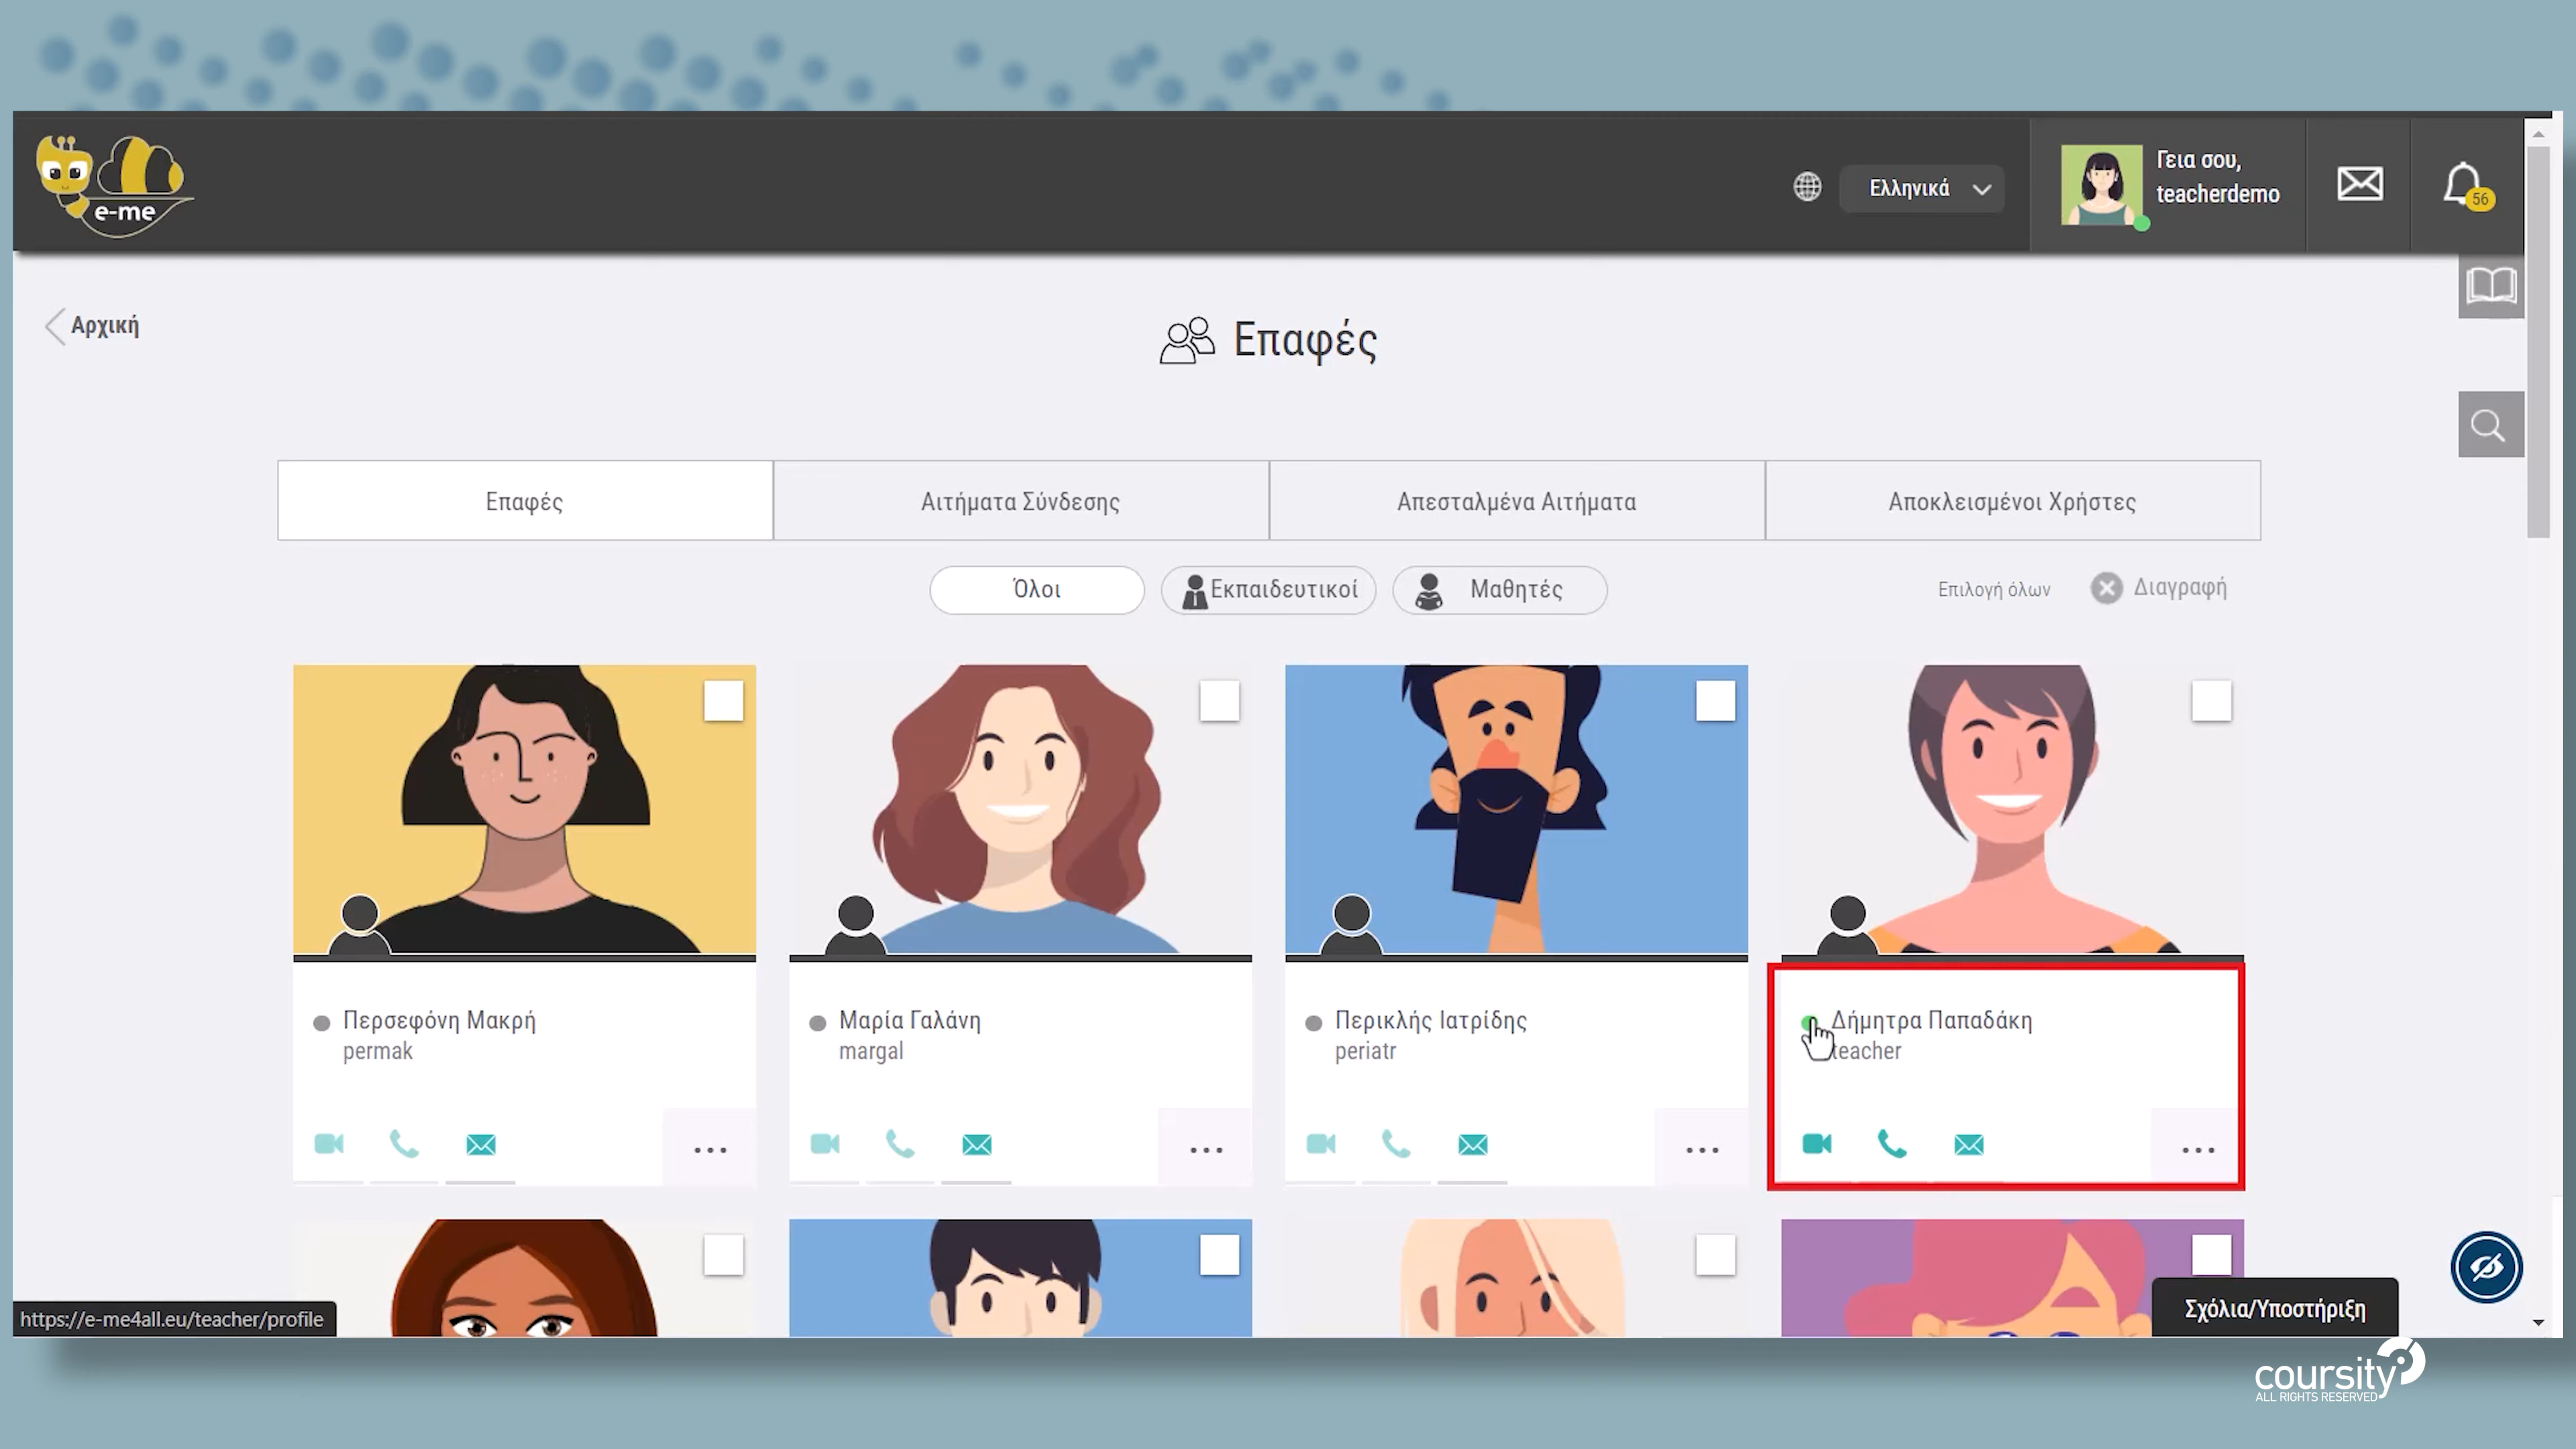 e-me
Ελληνικά
Γεια σου,
teacherdemo
56
Αρχική
Επαφές
Επαφές
Αιτήματα Σύνδεσης
Απεσταλμένα Αιτήματα
Αποκλεισμένοι Χρήστες
Όλοι
Εκπαιδευτικοί
Μαθητές
Επιλογή όλων
Διαγραφή
Περσεφόνη Μακρή
permak
Μαρία Γαλάνη
margal
Περικλής Ιατρίδης
periatr
Δήμητρα Παπαδάκη
teacher
https://e-me4all.eu/teacher/profile
Σχόλια/Υποστήριξη
coursity
ALL RIGHTS RESERVED